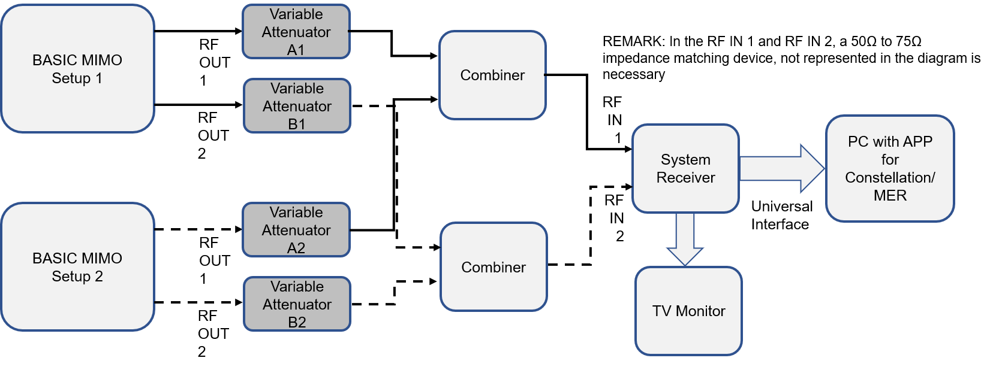 BASIC MIMO
Setup 1
RF
OUT
1
RF
OUT
2
Variable
Attenuator
A1
Variable
Attenuator
B1
BASIC MIMO
Setup 2
RF
OUT
1
RF
OUT
2
Variable
Attenuator
A2
Variable
Attenuator
B2
Combiner
Combiner
REMARK: In the RF IN 1 and RF IN 2, a 50Ω to 75Ω
impedance matching device, not represented in the diagram is
necessary
RF
IN
1
RF
IN
2
System
Receiver
Universal
Interface
PC with APP
for
Constellation/
MER
TV Monitor